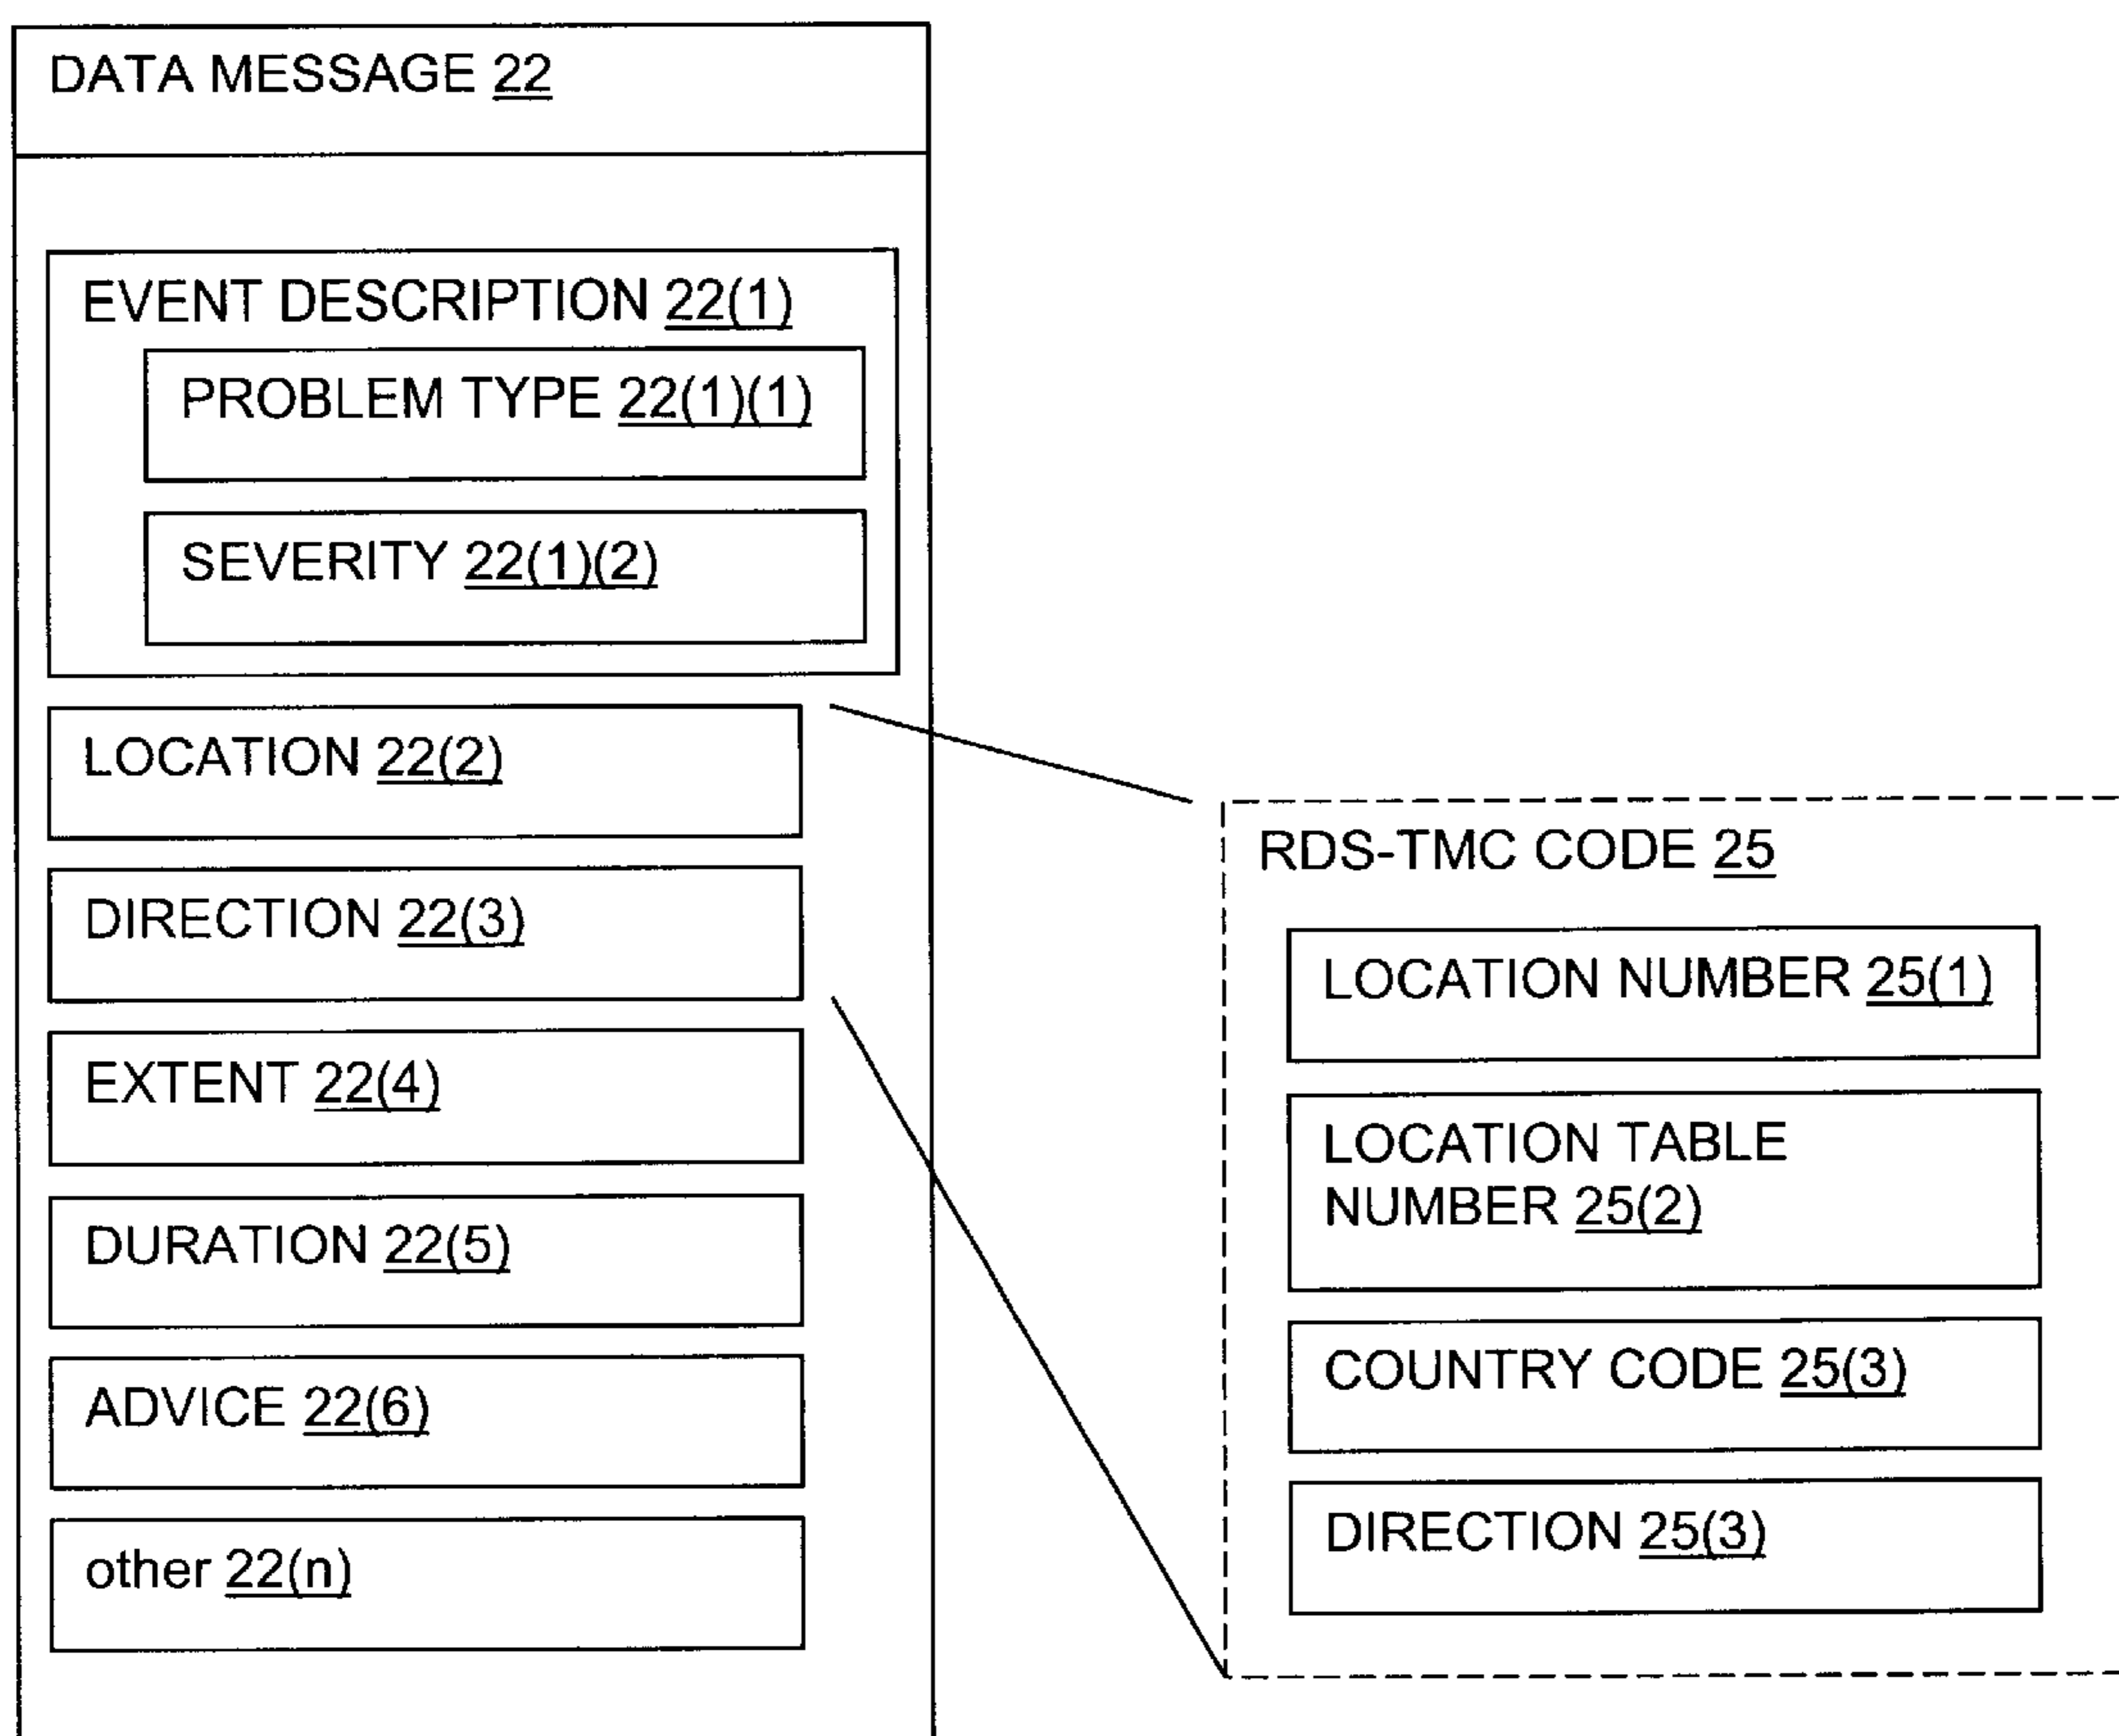 DATA MESSAGE 22
EVENT DESCRIPTION 22(1)
PROBLEM TYPE 22(1)(1)
SEVERITY 22(1)(2)
LOCATION 22(2)
DIRECTION 22(3)
EXTENT 22(4)
DURATION 22(5)
ADVICE 22(6)
other 22(n)
RDS-TMC CODE 25
LOCATION NUMBER 25(1)
LOCATION TABLE
NUMBER 25(2)
COUNTRY CODE 25(3)
DIRECTION 25(3)